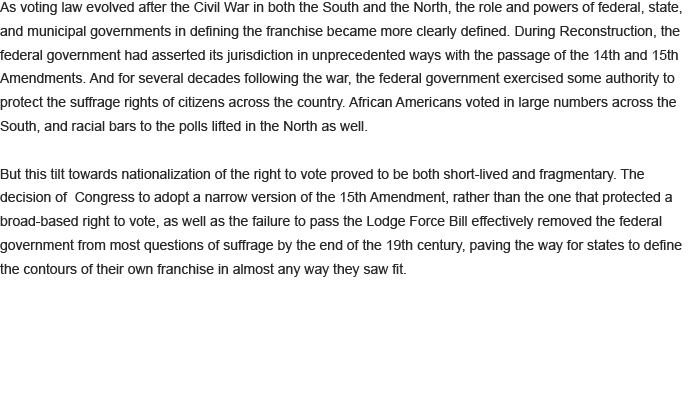 As voting law evolved after the Civil War in both the South and the North, the role and powers of federal, state,
and municipal governments in defining the franchise became more clearly defined. During Reconstruction, the
federal government had asserted its jurisdiction in unprecedented ways with the passage of the 14th and 15th
Amendments. And for several decades following the war, the federal government exercised some authority to
protect the suffrage rights of citizens across the country. African Americans voted in large numbers across the
South, and racial bars to the polls lifted in the North as well.

But this tilt towards nationalization of the right to vote proved to be both short-lived and fragmentary. The
decision of  Congress to adopt a narrow version of the 15th Amendment, rather than the one that protected a
broad-based right to vote, as well as the failure to pass the Lodge Force Bill effectively removed the federal
government from most questions of suffrage by the end of the 19th century, paving the way for states to define
the contours of their own franchise in almost any way they saw fit.